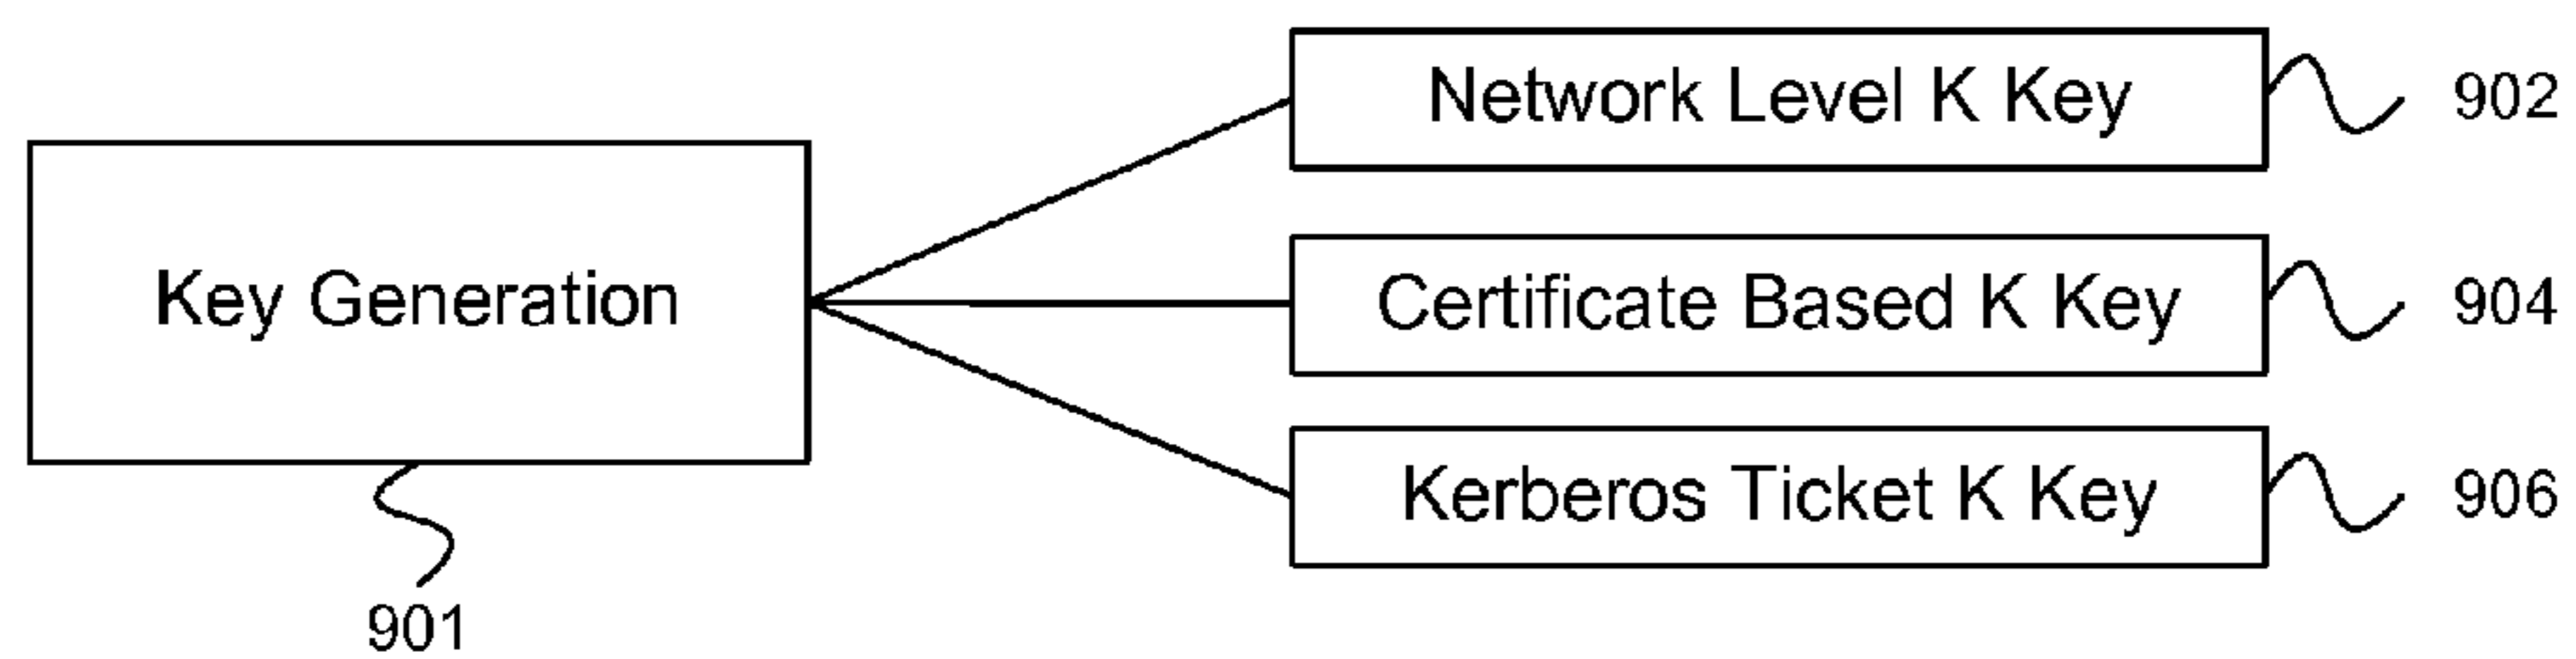 Network Level K Key
902
Key Generation
Certificate Based K Key
904
Kerberos Ticket K Key
906
901